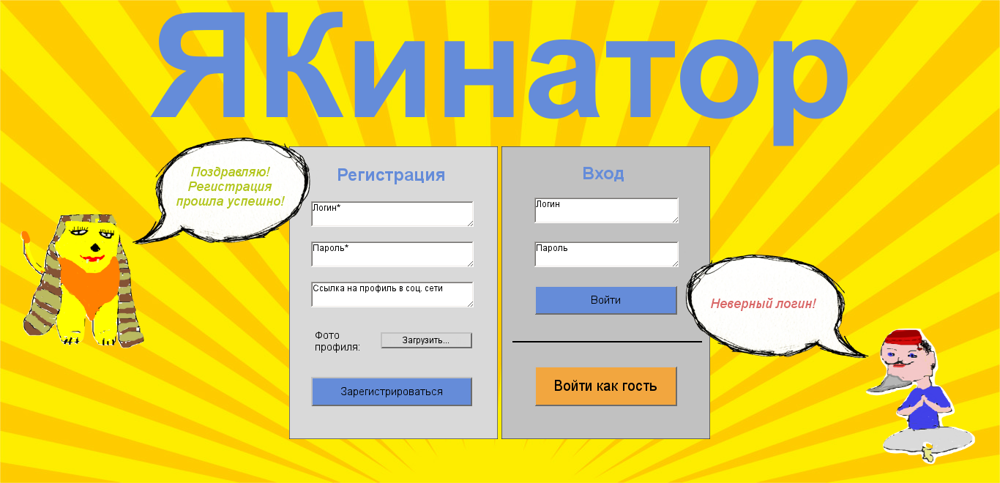 ЯКинатор
Поздравляю!
Регистрация
прошла успешно!
Регистрация
Логин*
Пароль*
Ссылка на профиль в соц. сети
Фото
профиля:
Загрузить...
Зарегистрироваться
Вход
Логин
Пароль
Войти
Войти как гость
Неверный логин!